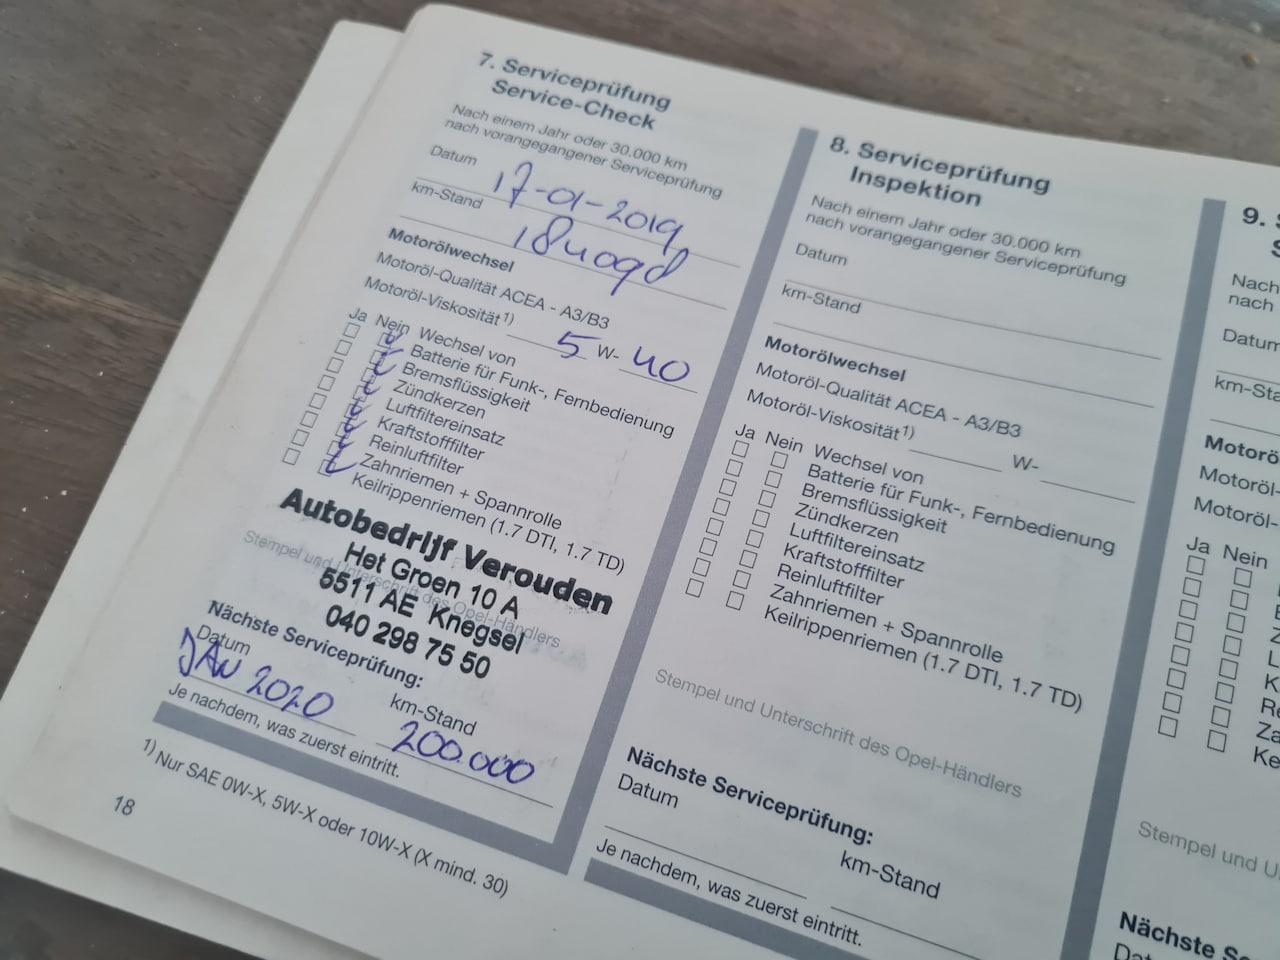 7. Serviceprüfung
Service-Check
Nach einem Jahr oder 30.000 km
nach vorangegangener Serviceprüfung
Datum 17-01-2019
km-Stand
Motorölwechsel
Motoröl-Qualität ACEA - A3/B3
Motoröl-Viskosität 1) 5 W- 40
Ja Nein Wechsel von
Batterie für Funk-, Fernbedienung
Bremsflüssigkeit
Zündkerzen
Luftfiltereinsatz
Kraftstofffilter
Reinluftfilter
Zahnriemen + Spannrolle
Keilrippenriemen (1.7 DTI, 1.7 TD)
Autobedrijf Verouden
Het Groen 10 A
5511 AE Knegsel
040 298 75 50
Stempel und Unterschrift des Opel-Händlers
Nächste Serviceprüfung:
Datum km-Stand
JAN 2020 200.000
Je nachdem, was zuerst eintritt.
1) Nur SAE 0W-X, 5W-X oder 10W-X (X mind. 30)
18
8. Serviceprüfung
Inspektion
Nach einem Jahr oder 30.000 km
nach vorangegangener Serviceprüfung
Datum
km-Stand
Motorölwechsel
Motoröl-Qualität ACEA - A3/B3
Motoröl-Viskosität 1) W-
Ja Nein Wechsel von
Batterie für Funk-, Fernbedienung
Bremsflüssigkeit
Zündkerzen
Luftfiltereinsatz
Kraftstofffilter
Reinluftfilter
Zahnriemen + Spannrolle
Keilrippenriemen (1.7 DTI, 1.7 TD)
Stempel und Unterschrift des Opel-Händlers
Nächste Serviceprüfung:
Datum km-Stand
Je nachdem, was zuerst eintritt.
9. S
S
Nach
nach
Datum
km-Sta
Motorö
Motoröl-
Motoröl-
Ja Nein
L
K
Re
Za
Ke
Stempel und U
Nächste Se
Dat